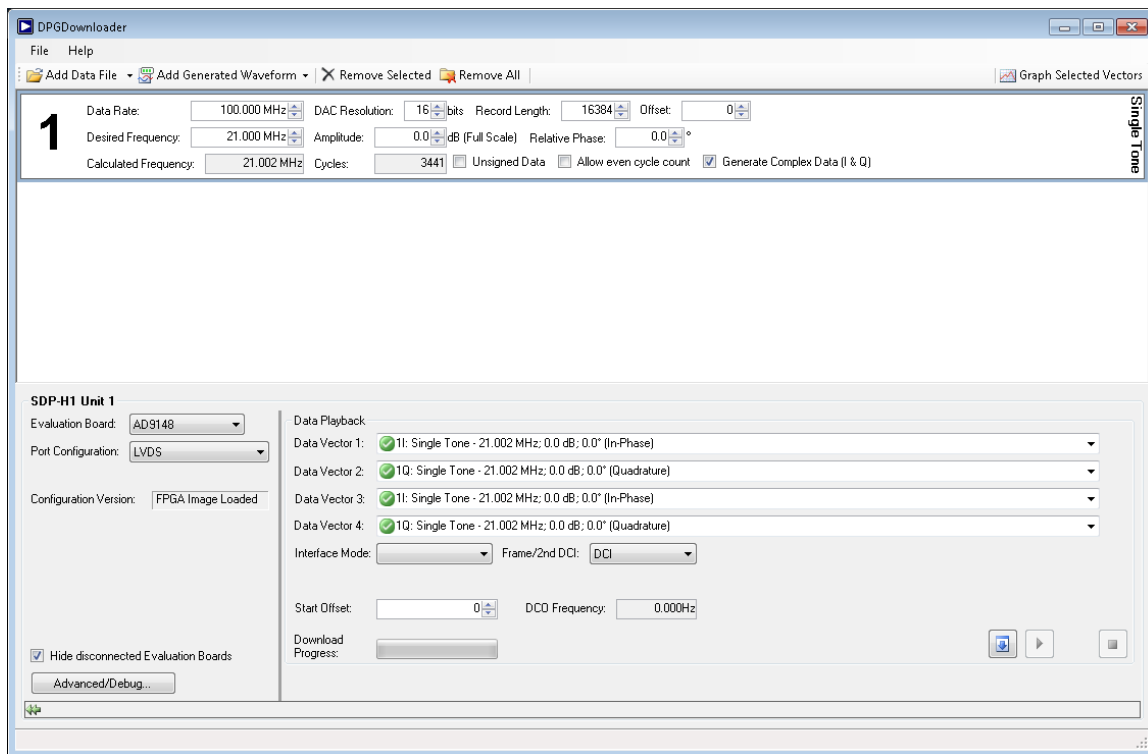 DPGDownloader
File Help
Add Data File Add Generated Waveform Remove Selected Remove All Graph Selected Vectors
1
Data Rate: 100.000 MHz DAC Resolution: 16 bits Record Length: 16384 Offset: 0
Desired Frequency: 21.000 MHz Amplitude: 0.0 dB (Full Scale) Relative Phase: 0.0 °
Calculated Frequency: 21.002 MHz Cycles: 3441 Unsigned Data Allow even cycle count Generate Complex Data (I & Q)
Single Tone
SDP-H1 Unit 1
Evaluation Board: AD9148
Port Configuration: LVDS
Configuration Version: FPGA Image Loaded
Hide disconnected Evaluation Boards
Advanced/Debug...
Data Playback
Data Vector 1: 1I: Single Tone - 21.002 MHz; 0.0 dB; 0.0° (In-Phase)
Data Vector 2: 1Q: Single Tone - 21.002 MHz; 0.0 dB; 0.0° (Quadrature)
Data Vector 3: 1I: Single Tone - 21.002 MHz; 0.0 dB; 0.0° (In-Phase)
Data Vector 4: 1Q: Single Tone - 21.002 MHz; 0.0 dB; 0.0° (Quadrature)
Interface Mode: Frame/2nd DCI: DCI
Start Offset: 0 DCO Frequency: 0.000Hz
Download
Progress: